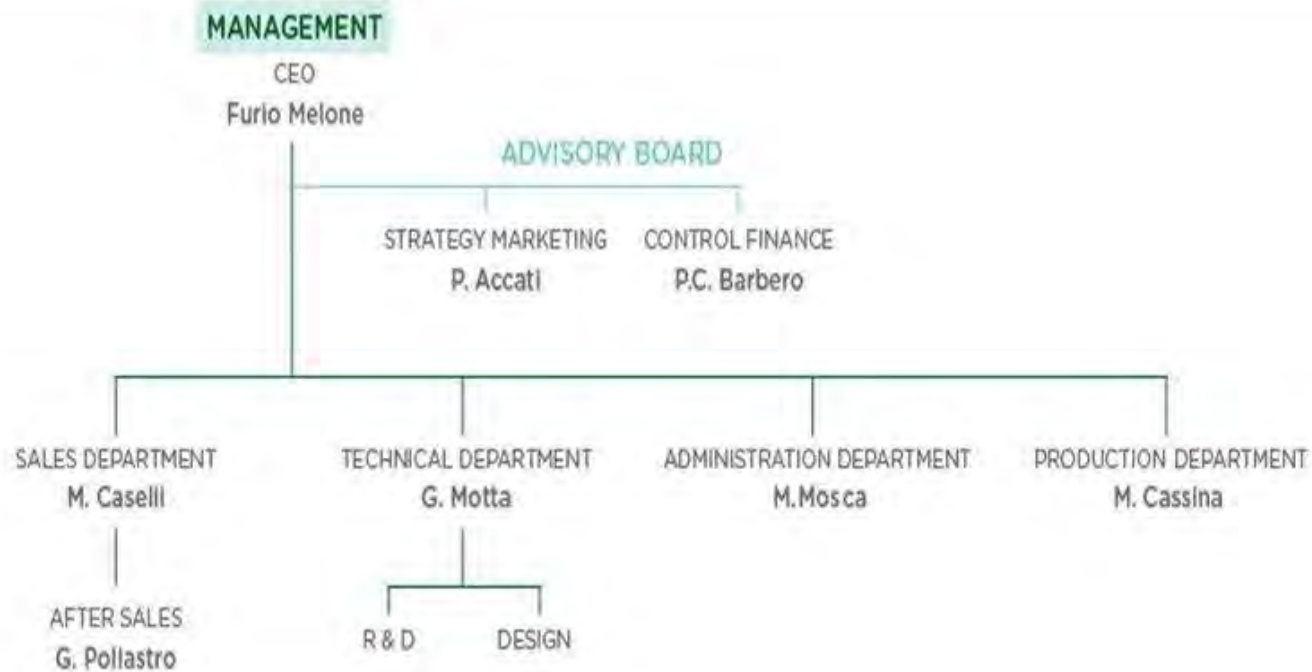 MANAGEMENT
CEO
Furio Melone
ADVISORY BOARD
STRATEGY MARKETING
P. Accati
CONTROL FINANCE
P.C. Barbero
SALES DEPARTMENT
M. Caselli
TECHNICAL DEPARTMENT
G. Motta
ADMINISTRATION DEPARTMENT
M.Mosca
PRODUCTION DEPARTMENT
M. Cassina
AFTER SALES
G. Pollastro
R & D
DESIGN